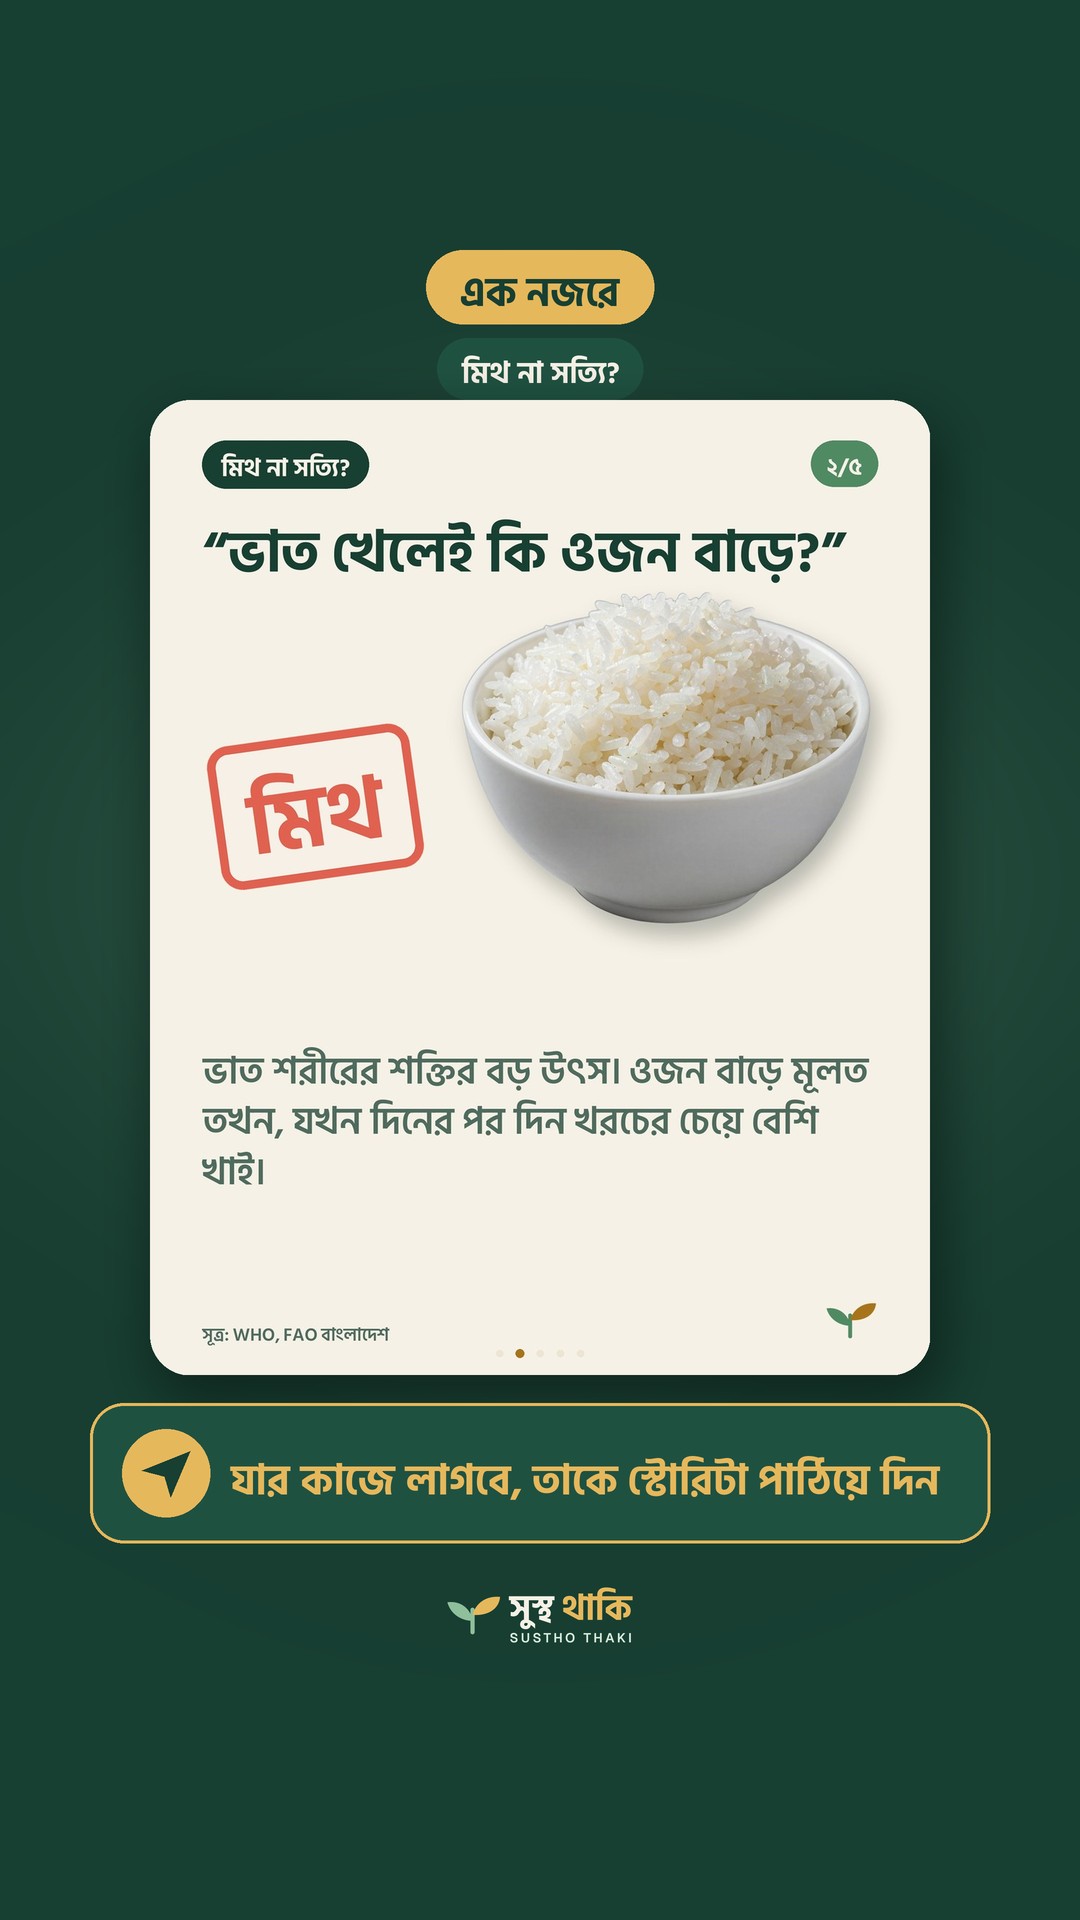 এক নজরে
মিথ না সত্যি?
মিথ না সত্যি?
২/৫
“ভাত খেলেই কি ওজন বাড়ে?”
মিথ
ভাত শরীরের শক্তির বড় উৎস। ওজন বাড়ে মূলত
তখন, যখন দিনের পর দিন খরচের চেয়ে বেশি
খাই।
সূত্র: WHO, FAO বাংলাদেশ
যার কাজে লাগবে, তাকে স্টোরিটা পাঠিয়ে দিন
সুস্থ থাকি
SUSTHO THAKI